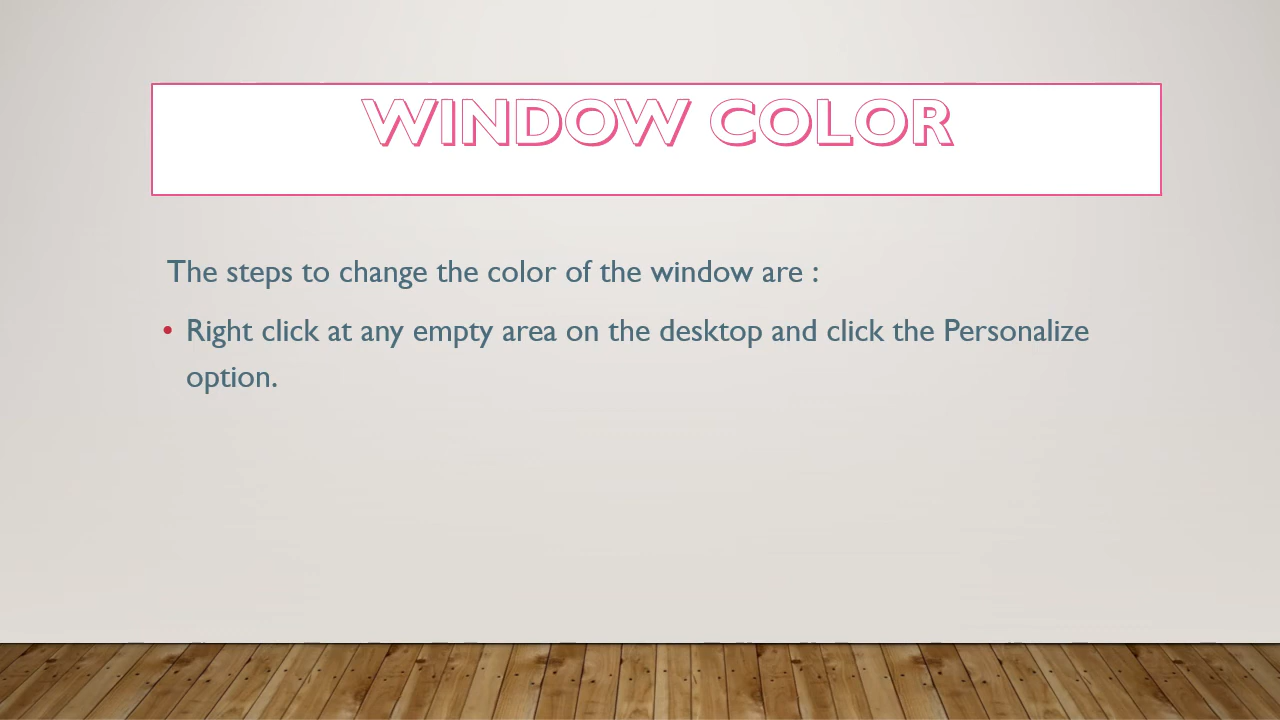 WINDOW COLOR
The steps to change the color of the window are :
• Right click at any empty area on the desktop and click the Personalize
option.